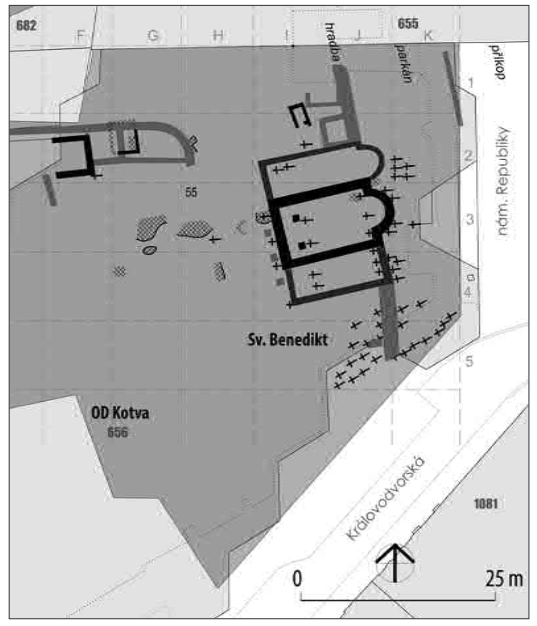 682
655
F G H I J K
hradba
parkán
příkop
1
2
nám. Republiky
55
3
4
Sv. Benedikt
5
OD Kotva
656
Královodvorská
1081
0 25 m